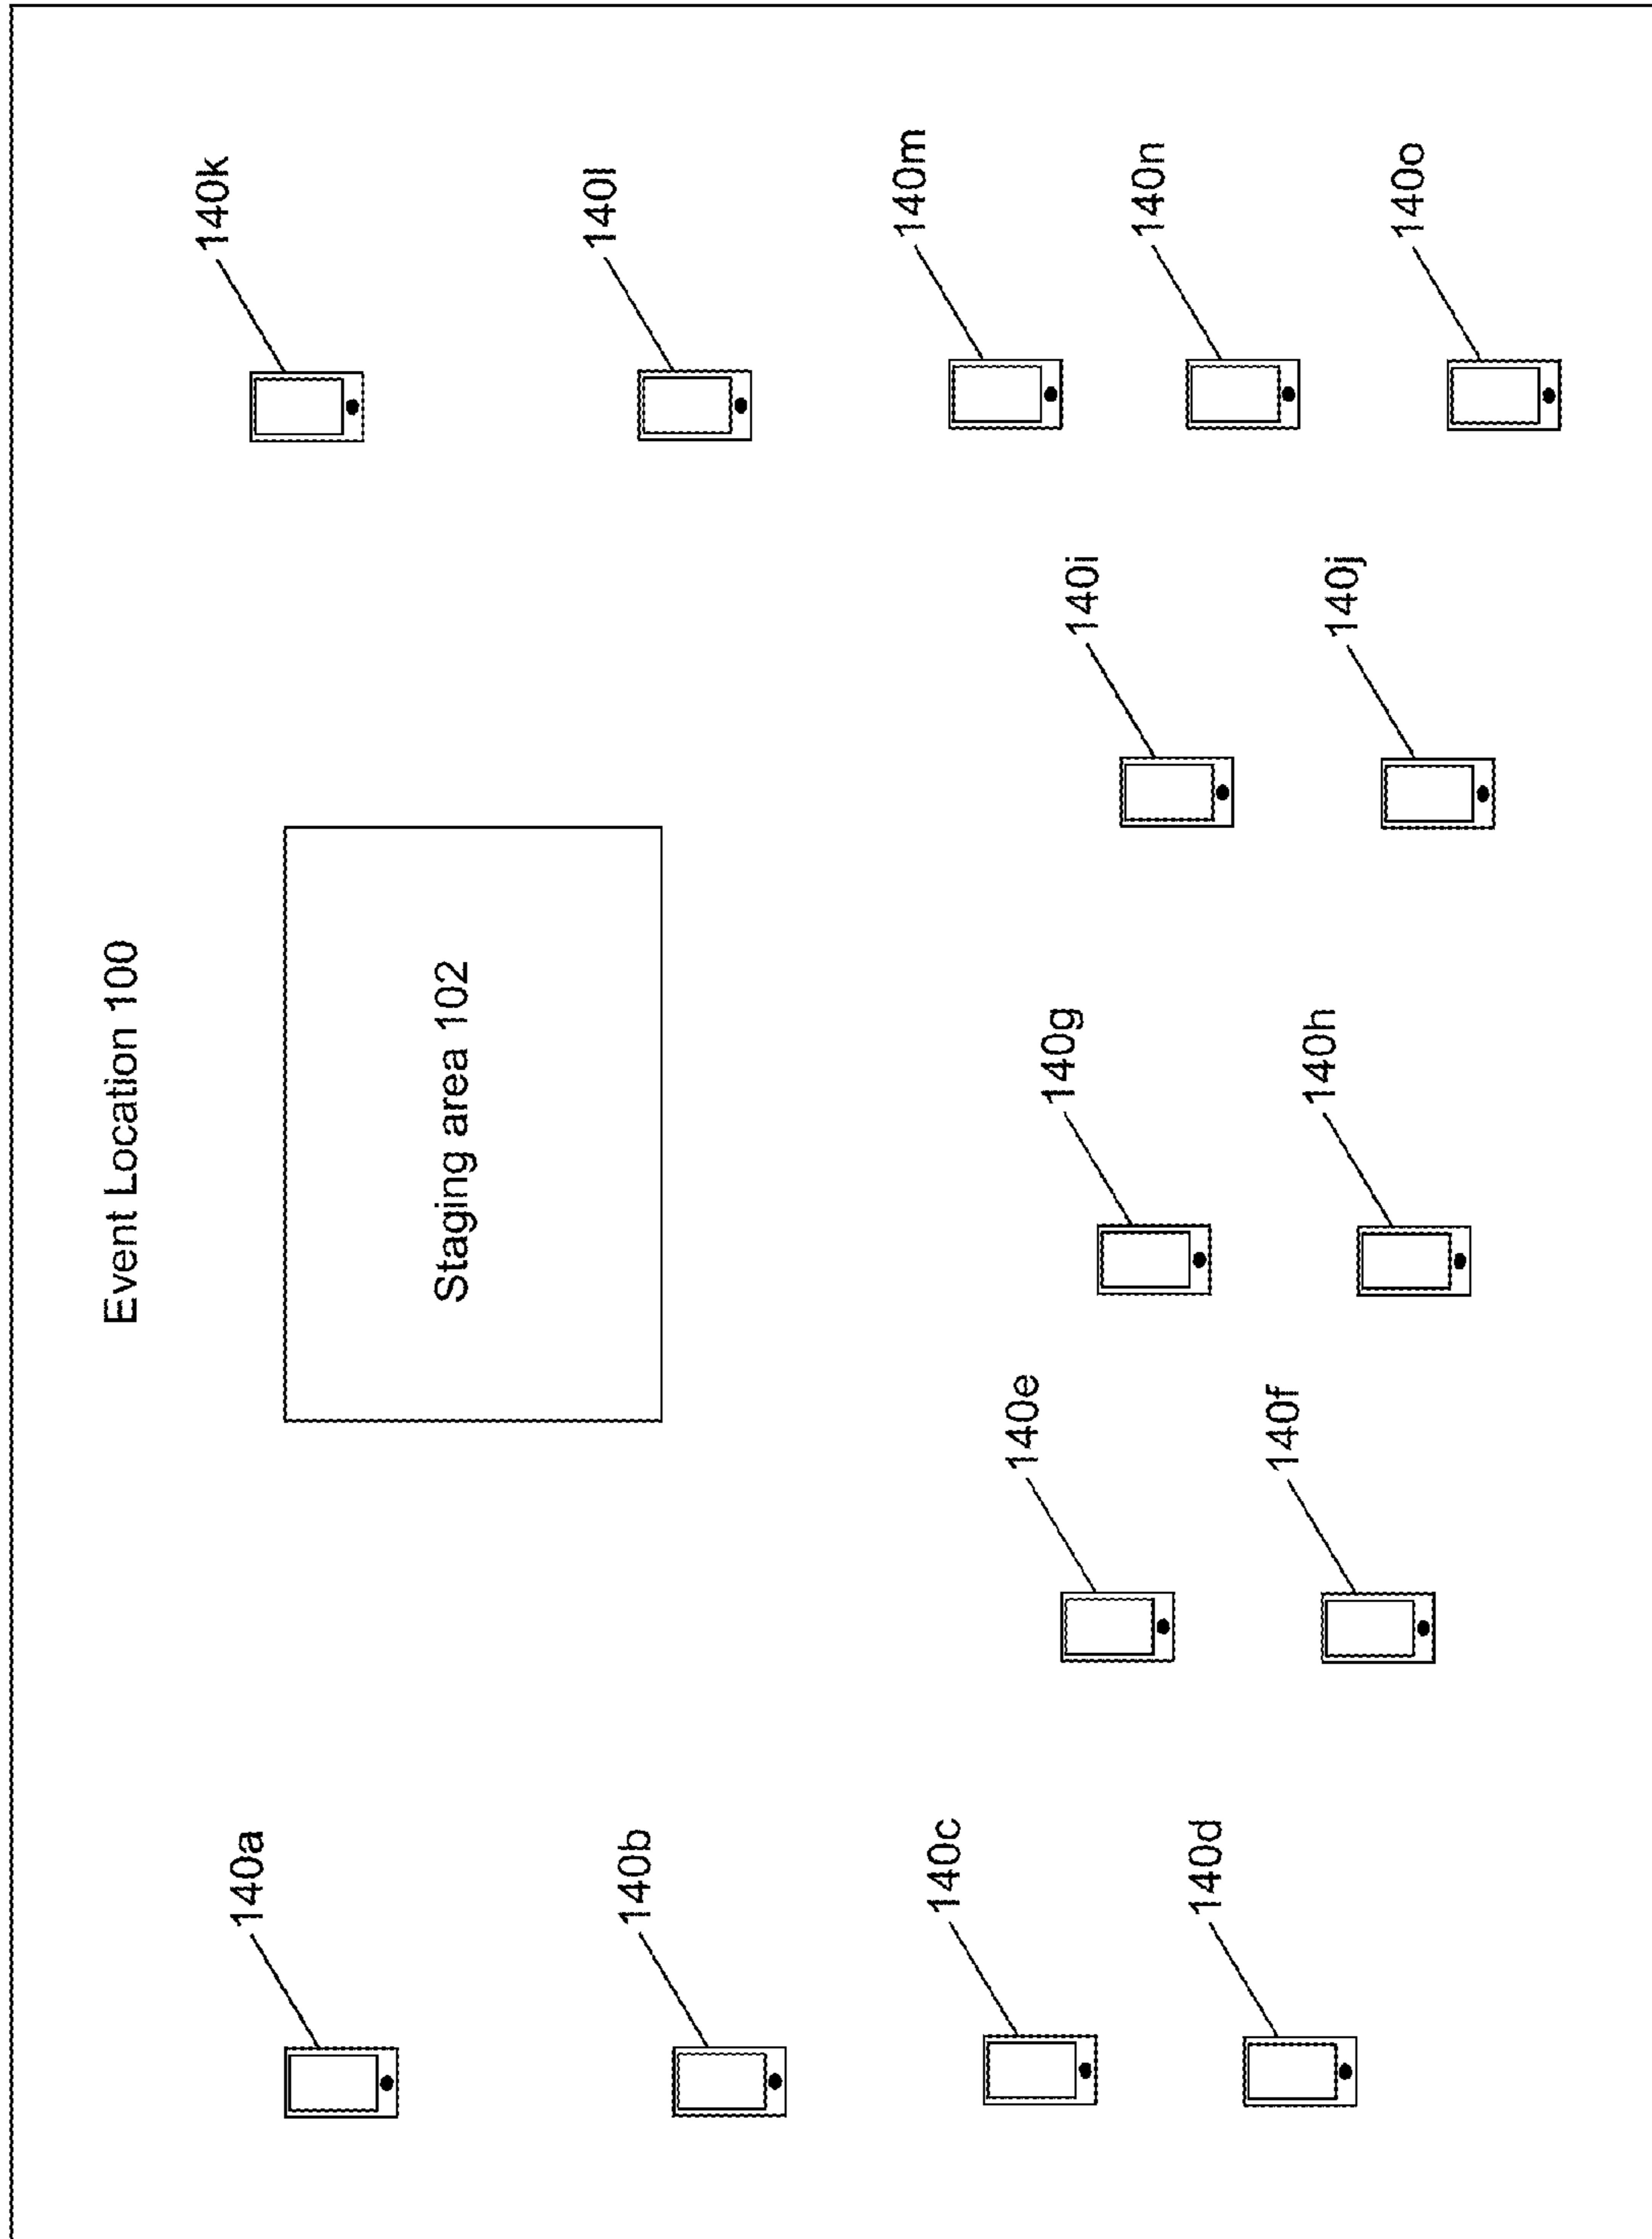 Event Location 100
Staging area 102
140a
140b
140c
140d
140e
140f
140g
140h
140i
140j
140k
140l
140m
140n
140o